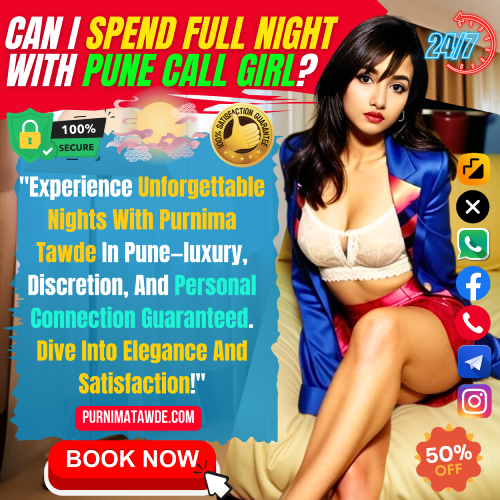 CAN I SPEND FULL NIGHT
WITH PUNE CALL GIRL?
24/7
100%
SECURE
100% SATISFACTION GUARANTEE
"Experience Unforgettable
Nights With Purnima
Tawde In Pune–luxury,
Discretion, And Personal
Connection Guaranteed.
Dive Into Elegance And
Satisfaction!"
PURNIMATAWDE.COM
BOOK NOW
50%
OFF